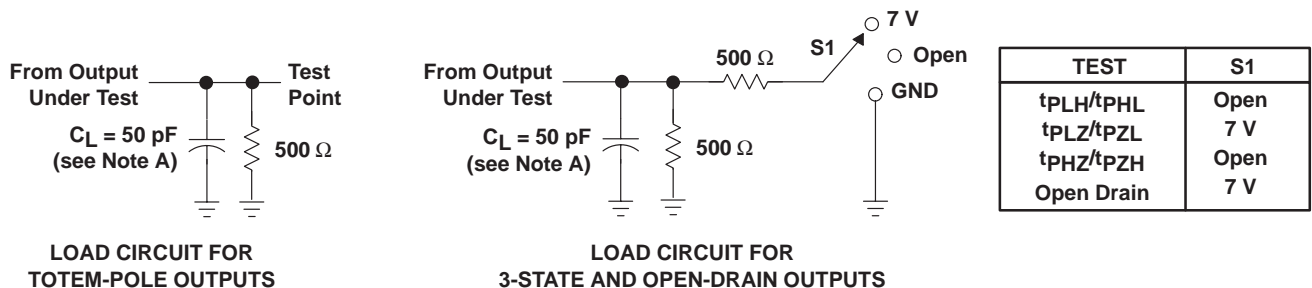 From Output
Under Test
Test
Point
CL = 50 pF
(see Note A)
500 Ω
LOAD CIRCUIT FOR
TOTEM-POLE OUTPUTS
From Output
Under Test
CL = 50 pF
(see Note A)
500 Ω
500 Ω
S1
7 V
Open
GND
LOAD CIRCUIT FOR
3-STATE AND OPEN-DRAIN OUTPUTS
TEST S1
tPLH/tPHL Open
tPLZ/tPZL 7 V
tPHZ/tPZH Open
Open Drain 7 V